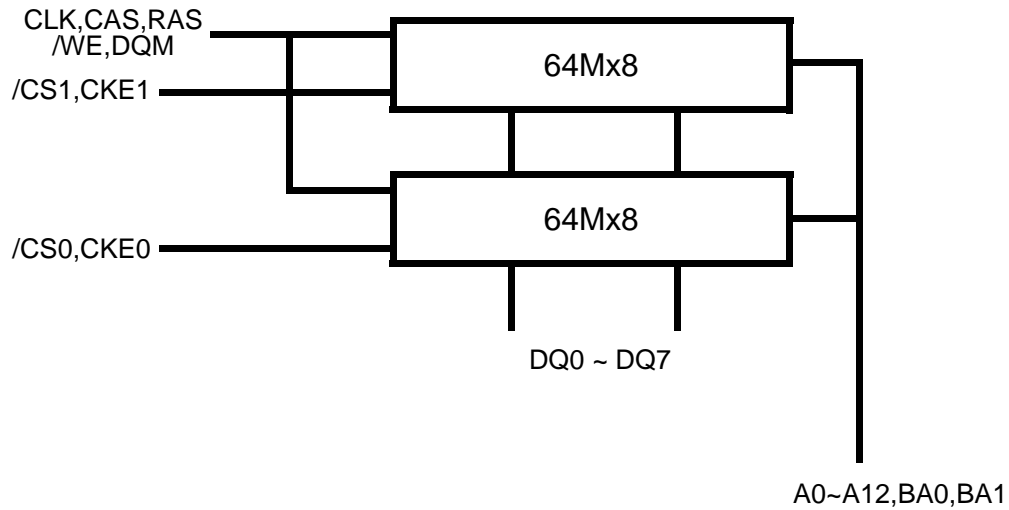 CLK,CAS,RAS
/WE,DQM
64Mx8
/CS1,CKE1
64Mx8
/CS0,CKE0
DQ0 ~ DQ7
A0~A12,BA0,BA1